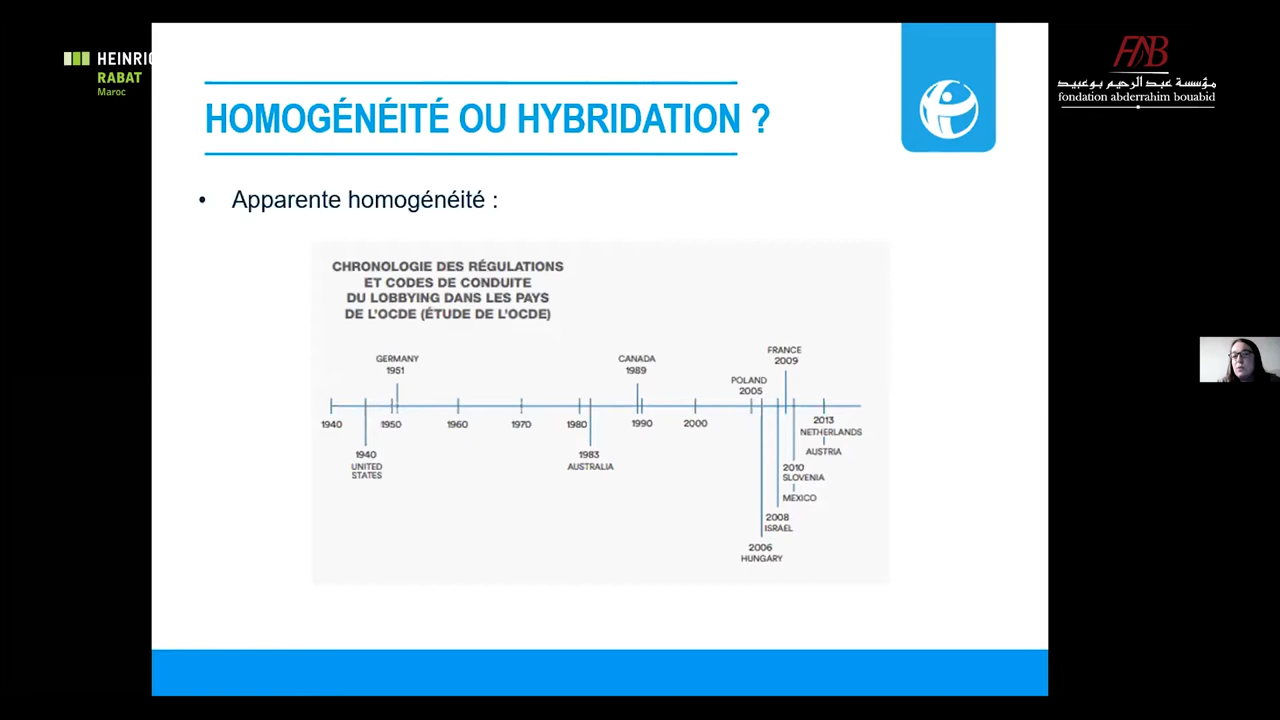 HEINRIC
RABAT
Maroc
HOMOGÉNÉITÉ OU HYBRIDATION ?
FAB
مؤسسة عبد الرحيم بوعبيد
fondation abderrahim bouabid
• Apparente homogénéité :
CHRONOLOGIE DES RÉGULATIONS
ET CODES DE CONDUITE
DU LOBBYING DANS LES PAYS
DE L'OCDE (ÉTUDE DE L'OCDE)
GERMANY
1951
CANADA
1989
FRANCE
2009
POLAND
2005
1940
1950
1960
1970
1980
1990
2000
2013
NETHERLANDS
AUSTRIA
1940
UNITED
STATES
1983
AUSTRALIA
2010
SLOVENIA
MEXICO
2008
ISRAEL
2006
HUNGARY